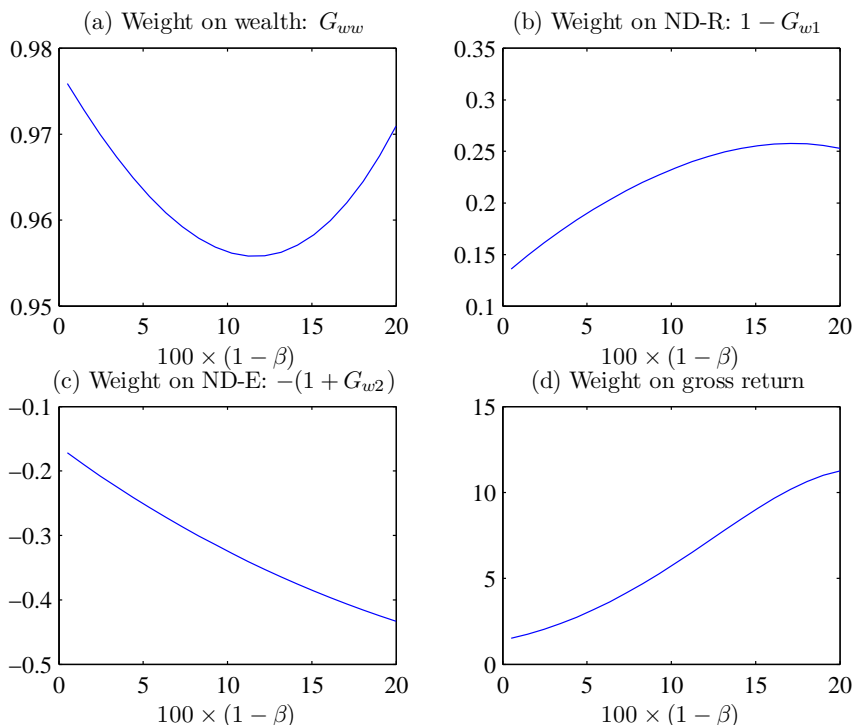 (a) Weight on wealth: G_{ww}
0.98
0.97
0.96
0.95
0 5 10 15 20
100 × (1 − β)
(b) Weight on ND-R: 1 − G_{w1}
0.35
0.3
0.25
0.2
0.15
0.1
0 5 10 15 20
100 × (1 − β)
(c) Weight on ND-E: −(1 + G_{w2})
−0.1
−0.2
−0.3
−0.4
−0.5
0 5 10 15 20
100 × (1 − β)
(d) Weight on gross return
15
10
5
0
0 5 10 15 20
100 × (1 − β)